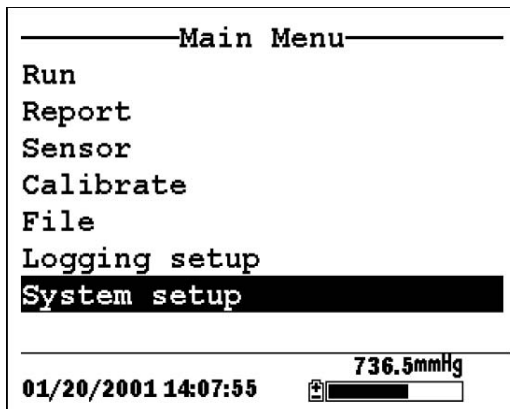 Main Menu
Run
Report
Sensor
Calibrate
File
Logging setup
System setup
736.5mmHg
01/20/2001 14:07:55